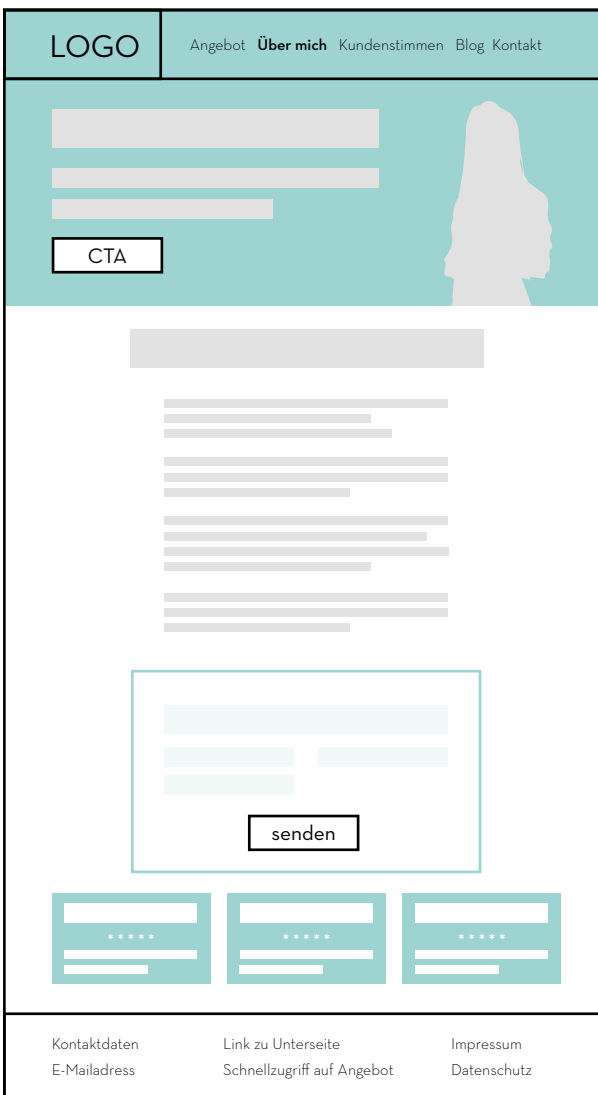 LOGO
Angebot Über mich Kundenstimmen Blog Kontakt
CTA
senden
* * * * *
* * * * *
* * * * *
Kontaktdaten
E-Mailadress
Link zu Unterseite
Schnellzugriff auf Angebot
Impressum
Datenschutz